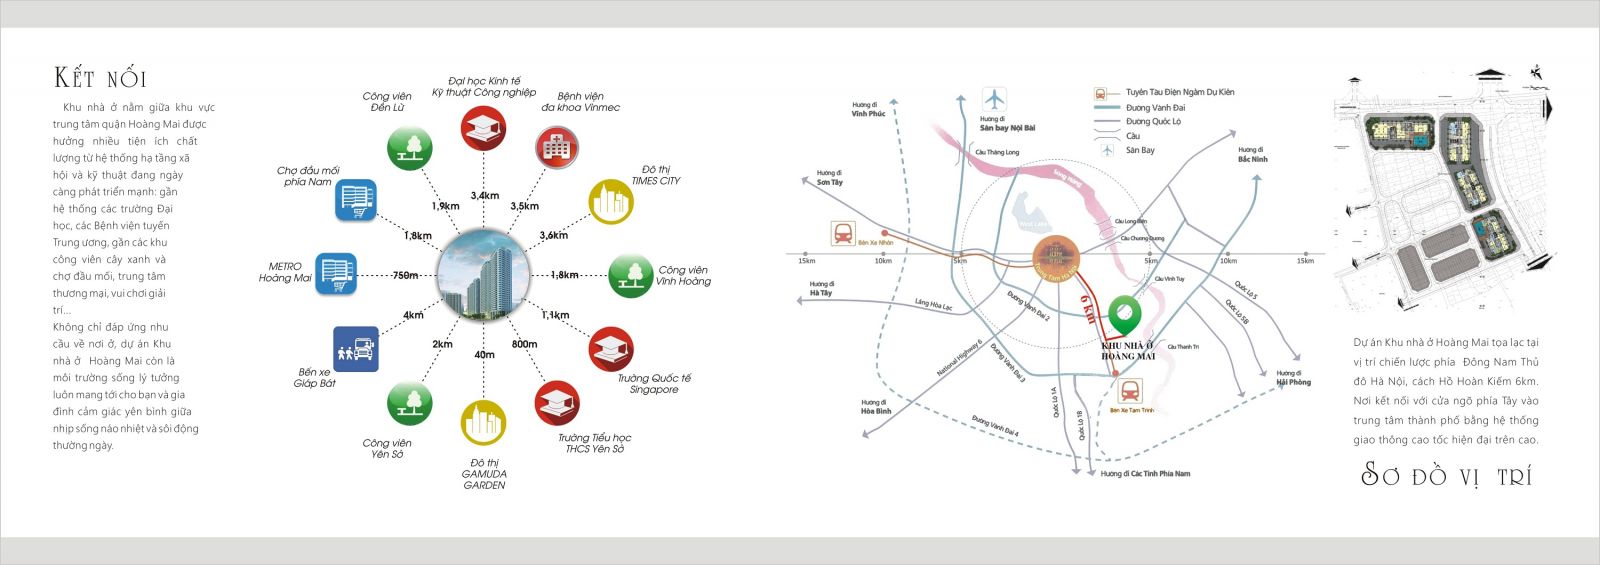 KẾT NỐI
Khu nhà ở nằm giữa khu vực
trung tâm quận Hoàng Mai được
hưởng nhiều tiện ích chất
lượng từ hệ thống hạ tầng xã
hội và kỹ thuật đang ngày
càng phát triển mạnh: gần
hệ thống các trường Đại
học, các Bệnh viện tuyến
Trung ương, gần các khu
công viên cây xanh và
chợ đầu mối, trung tâm
thương mại, vui chơi giải
trí...
Không chỉ đáp ứng nhu
cầu về nơi ở, dự án Khu
nhà ở Hoàng Mai còn là
môi trường sống lý tưởng
luôn mang tới cho bạn và gia
đình cảm giác yên bình giữa
nhịp sống náo nhiệt và sôi động
thường ngày.
Đại học Kinh tế
Kỹ thuật Công nghiệp
Công viên
Đền Lừ
Bệnh viện
đa khoa Vinmec
Chợ đầu mối
phía Nam
Đô thị
TIMES CITY
METRO
Hoàng Mai
Công viên
Vĩnh Hoàng
Bến xe
Giáp Bát
Trường Quốc tế
Singapore
Công viên
Yên Sở
Đô thị
GAMUDA
GARDEN
Trường Tiểu học
THCS Yên Sở
3,4km
1,9km
3,5km
1,8km
3,6km
750m
1,8km
4km
1,1km
2km
40m
800m
Hướng đi
Vĩnh Phúc
Hướng đi
Sân bay Nội Bài
Tuyến Tàu Điện Ngầm Dự Kiến
Đường Vành Đai
Đường Quốc Lộ
Cầu
Sân Bay
Hướng đi
Bắc Ninh
Cầu Thăng Long
Song Hồng
Hướng đi
Sơn Tây
West Lake
Cầu Long Biên
Cầu Chương Dương
Bến Xe Nhổn
Trung Tâm Hà Nội
15km
10km
5km
5km
10km
15km
Cầu Vĩnh Tuy
Hướng đi
Hà Tây
Láng Hòa Lạc
Đường Vành Đai 2
6 km
Quốc Lộ 5
Quốc Lộ 5B
KHU NHÀ Ở
HOÀNG MAI
Cầu Thanh Trì
National Highway 6
Đường Vành Đai 3
Hướng đi
Hải Phòng
Bến Xe Tam Trinh
Hướng đi
Hòa Bình
Quốc Lộ 1A
Quốc Lộ 1B
Đường Vành Đai 4
Hướng đi Các Tỉnh Phía Nam
Dự án Khu nhà ở Hoàng Mai tọa lạc tại
vị trí chiến lược phía Đông Nam Thủ
đô Hà Nội, cách Hồ Hoàn Kiếm 6km.
Nơi kết nối với cửa ngõ phía Tây vào
trung tâm thành phố bằng hệ thống
giao thông cao tốc hiện đại trên cao.
SƠ ĐỒ VỊ TRÍ